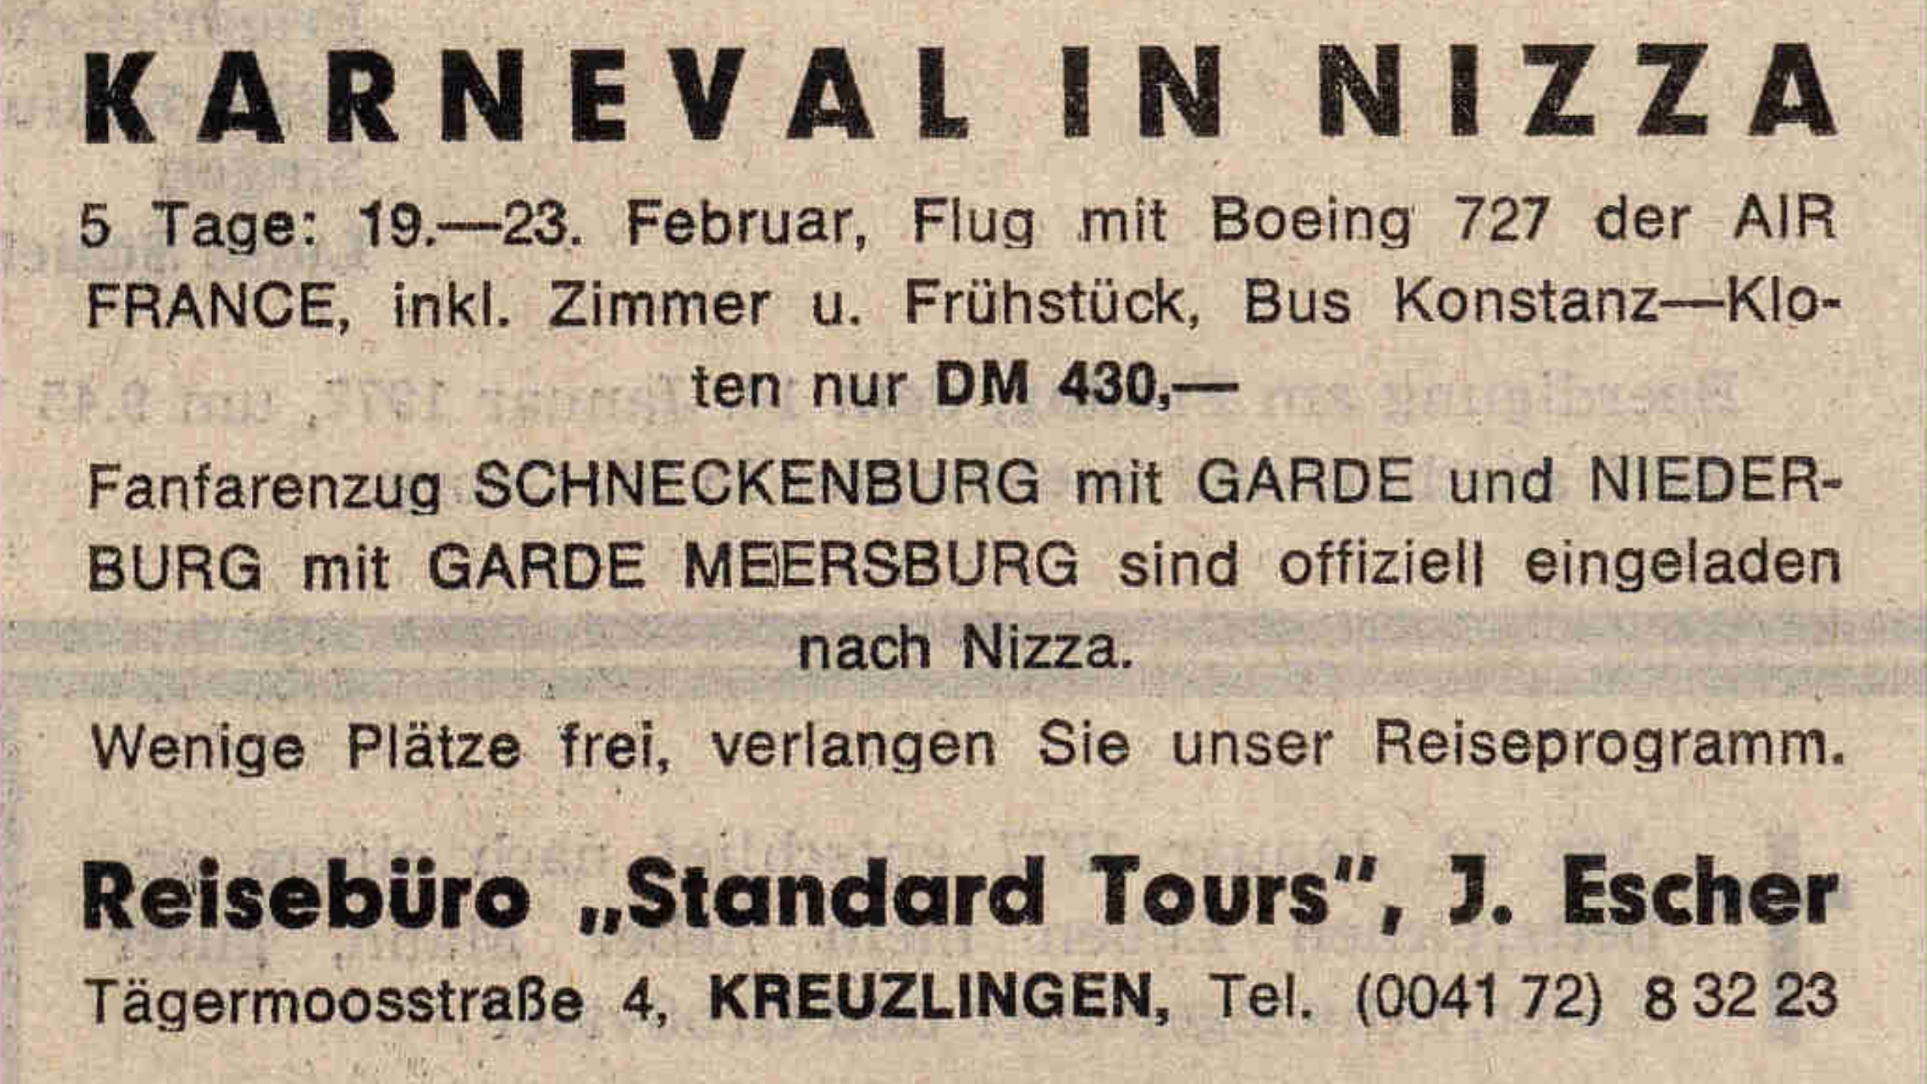 KARNEVAL IN NIZZA
5 Tage: 19.—23. Februar, Flug mit Boeing 727 der AIR
FRANCE, inkl. Zimmer u. Frühstück, Bus Konstanz—Klo-
ten nur DM 430,—
Fanfarenzug SCHNECKENBURG mit GARDE und NIEDER-
BURG mit GARDE MEERSBURG sind offiziell eingeladen
nach Nizza.
Wenige Plätze frei, verlangen Sie unser Reiseprogramm.
Reisebüro „Standard Tours“, J. Escher
Tägermoosstraße 4, KREUZLINGEN, Tel. (0041 72) 8 32 23